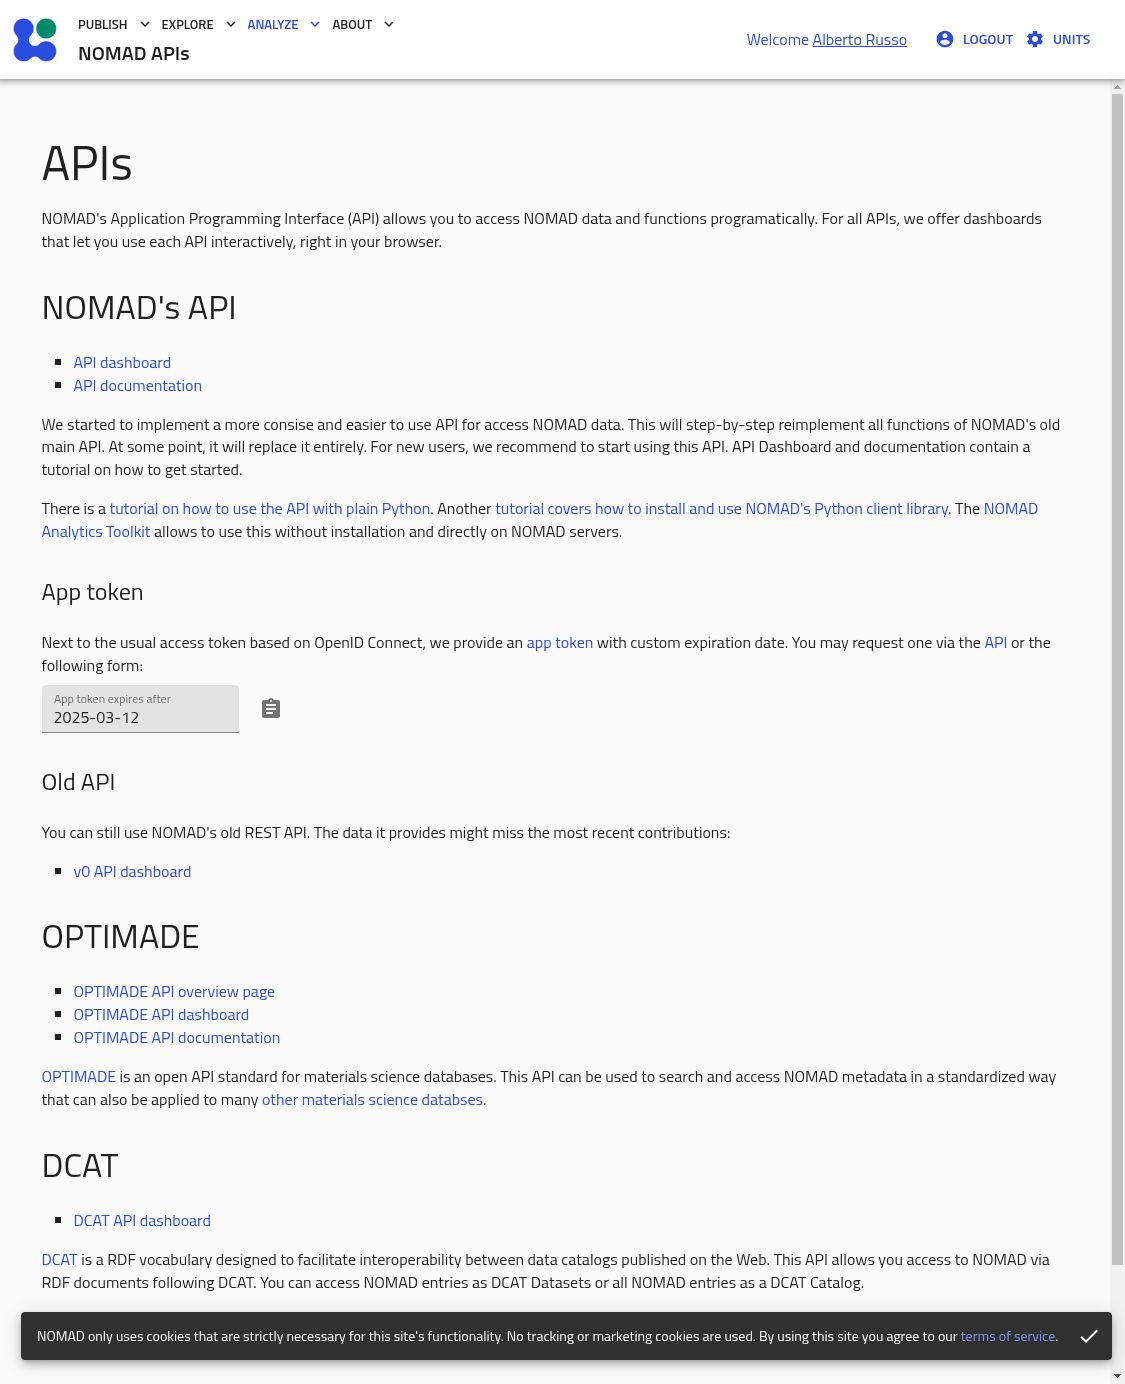 PUBLISH EXPLORE ANALYZE ABOUT
NOMAD APIs
Welcome Alberto Russo LOGOUT UNITS
APIs
NOMAD's Application Programming Interface (API) allows you to access NOMAD data and functions programatically. For all APIs, we offer dashboards
that let you use each API interactively, right in your browser.
NOMAD's API
API dashboard
API documentation
We started to implement a more consise and easier to use API for access NOMAD data. This will step-by-step reimplement all functions of NOMAD's old
main API. At some point, it will replace it entirely. For new users, we recommend to start using this API. API Dashboard and documentation contain a
tutorial on how to get started.
There is a tutorial on how to use the API with plain Python. Another tutorial covers how to install and use NOMAD's Python client library. The NOMAD
Analytics Toolkit allows to use this without installation and directly on NOMAD servers.
App token
Next to the usual access token based on OpenID Connect, we provide an app token with custom expiration date. You may request one via the API or the
following form:
App token expires after
2025-03-12
Old API
You can still use NOMAD's old REST API. The data it provides might miss the most recent contributions:
v0 API dashboard
OPTIMADE
OPTIMADE API overview page
OPTIMADE API dashboard
OPTIMADE API documentation
OPTIMADE is an open API standard for materials science databases. This API can be used to search and access NOMAD metadata in a standardized way
that can also be applied to many other materials science databses.
DCAT
DCAT API dashboard
DCAT is a RDF vocabulary designed to facilitate interoperability between data catalogs published on the Web. This API allows you access to NOMAD via
RDF documents following DCAT. You can access NOMAD entries as DCAT Datasets or all NOMAD entries as a DCAT Catalog.
NOMAD only uses cookies that are strictly necessary for this site's functionality. No tracking or marketing cookies are used. By using this site you agree to our terms of service.